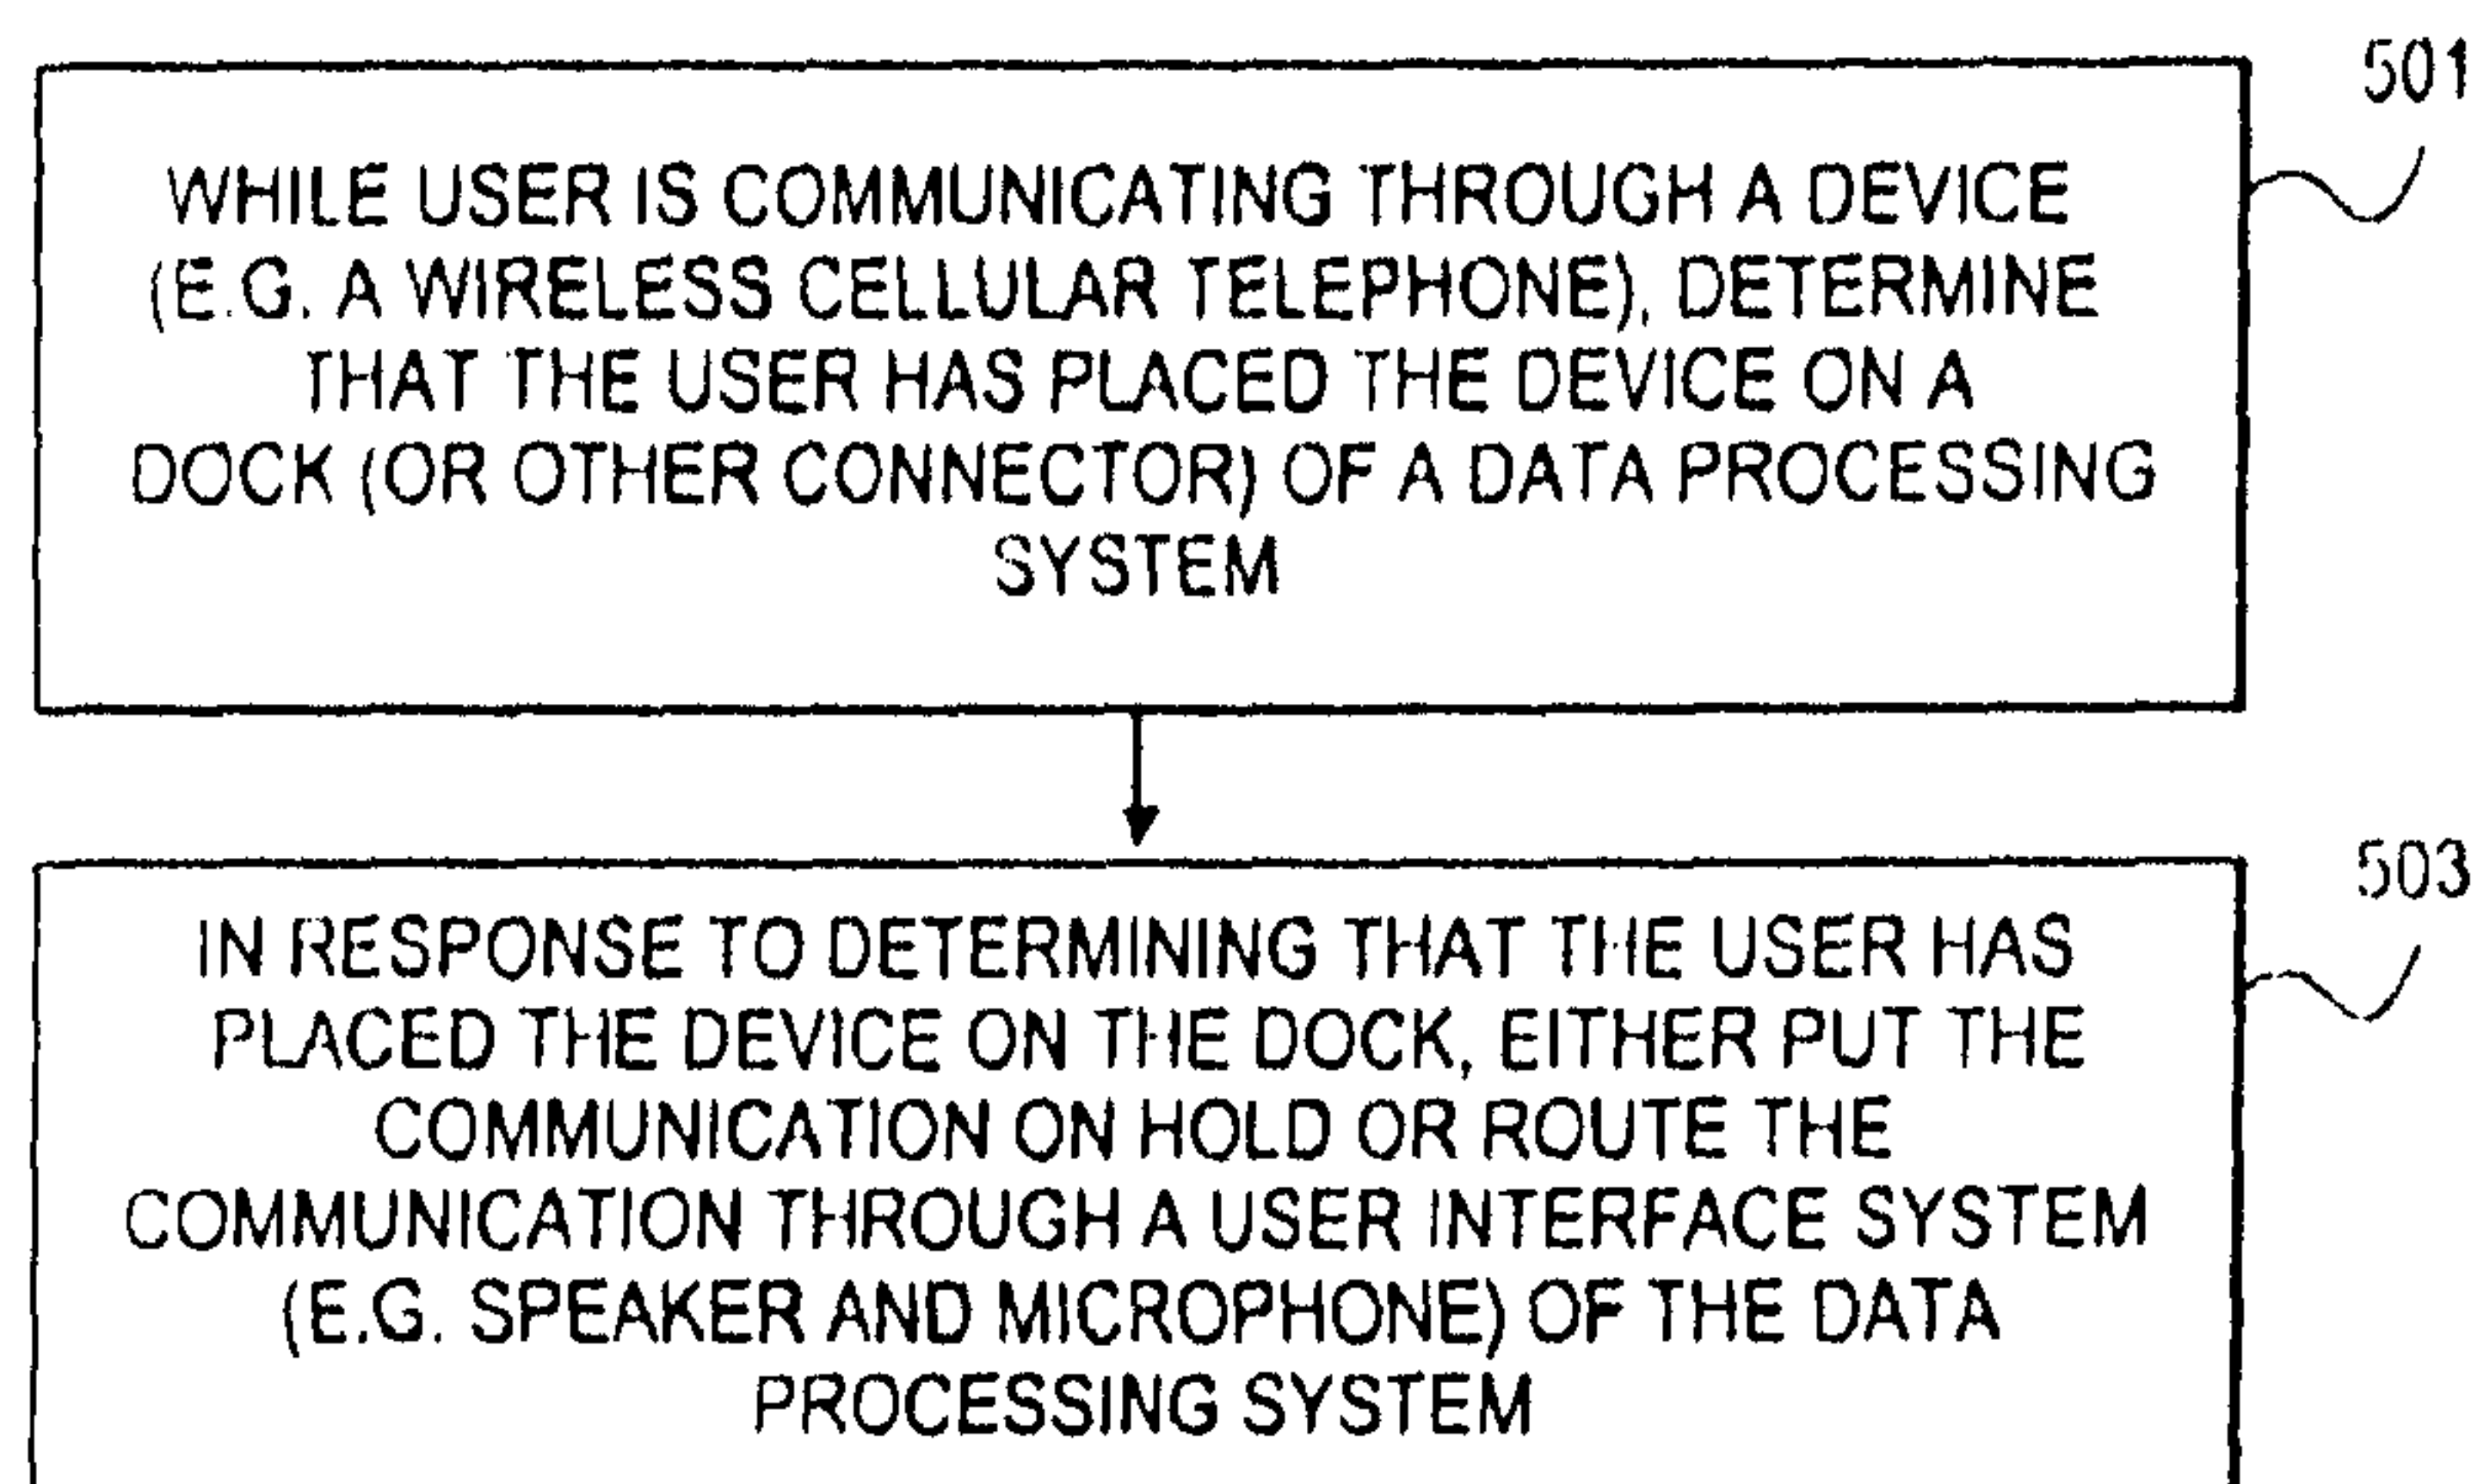 501
WHILE USER IS COMMUNICATING THROUGH A DEVICE
(E.G. A WIRELESS CELLULAR TELEPHONE), DETERMINE
THAT THE USER HAS PLACED THE DEVICE ON A
DOCK (OR OTHER CONNECTOR) OF A DATA PROCESSING
SYSTEM
503
IN RESPONSE TO DETERMINING THAT THE USER HAS
PLACED THE DEVICE ON THE DOCK, EITHER PUT THE
COMMUNICATION ON HOLD OR ROUTE THE
COMMUNICATION THROUGH A USER INTERFACE SYSTEM
(E.G. SPEAKER AND MICROPHONE) OF THE DATA
PROCESSING SYSTEM